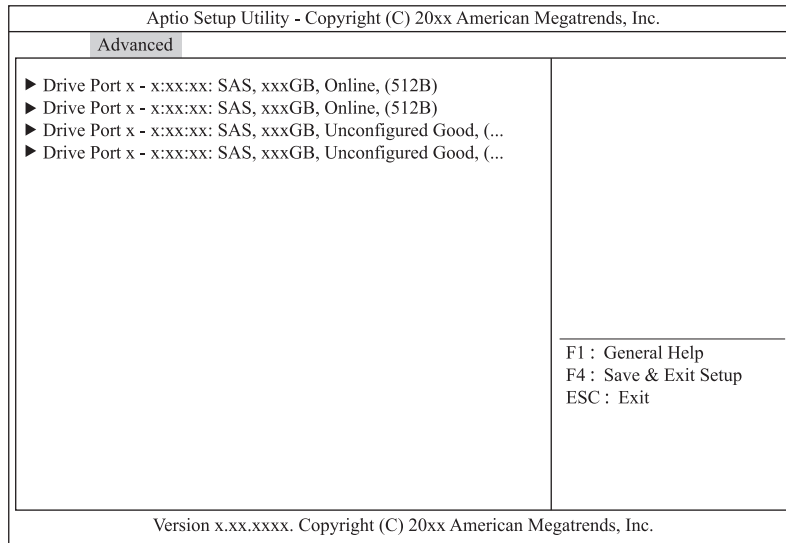 Aptio Setup Utility - Copyright (C) 20xx American Megatrends, Inc.
Advanced
▶ Drive Port x - x:xx:xx: SAS, xxxGB, Online, (512B)
▶ Drive Port x - x:xx:xx: SAS, xxxGB, Online, (512B)
▶ Drive Port x - x:xx:xx: SAS, xxxGB, Unconfigured Good, (...
▶ Drive Port x - x:xx:xx: SAS, xxxGB, Unconfigured Good, (...
F1 : General Help
F4 : Save & Exit Setup
ESC : Exit
Version x.xx.xxxx. Copyright (C) 20xx American Megatrends, Inc.